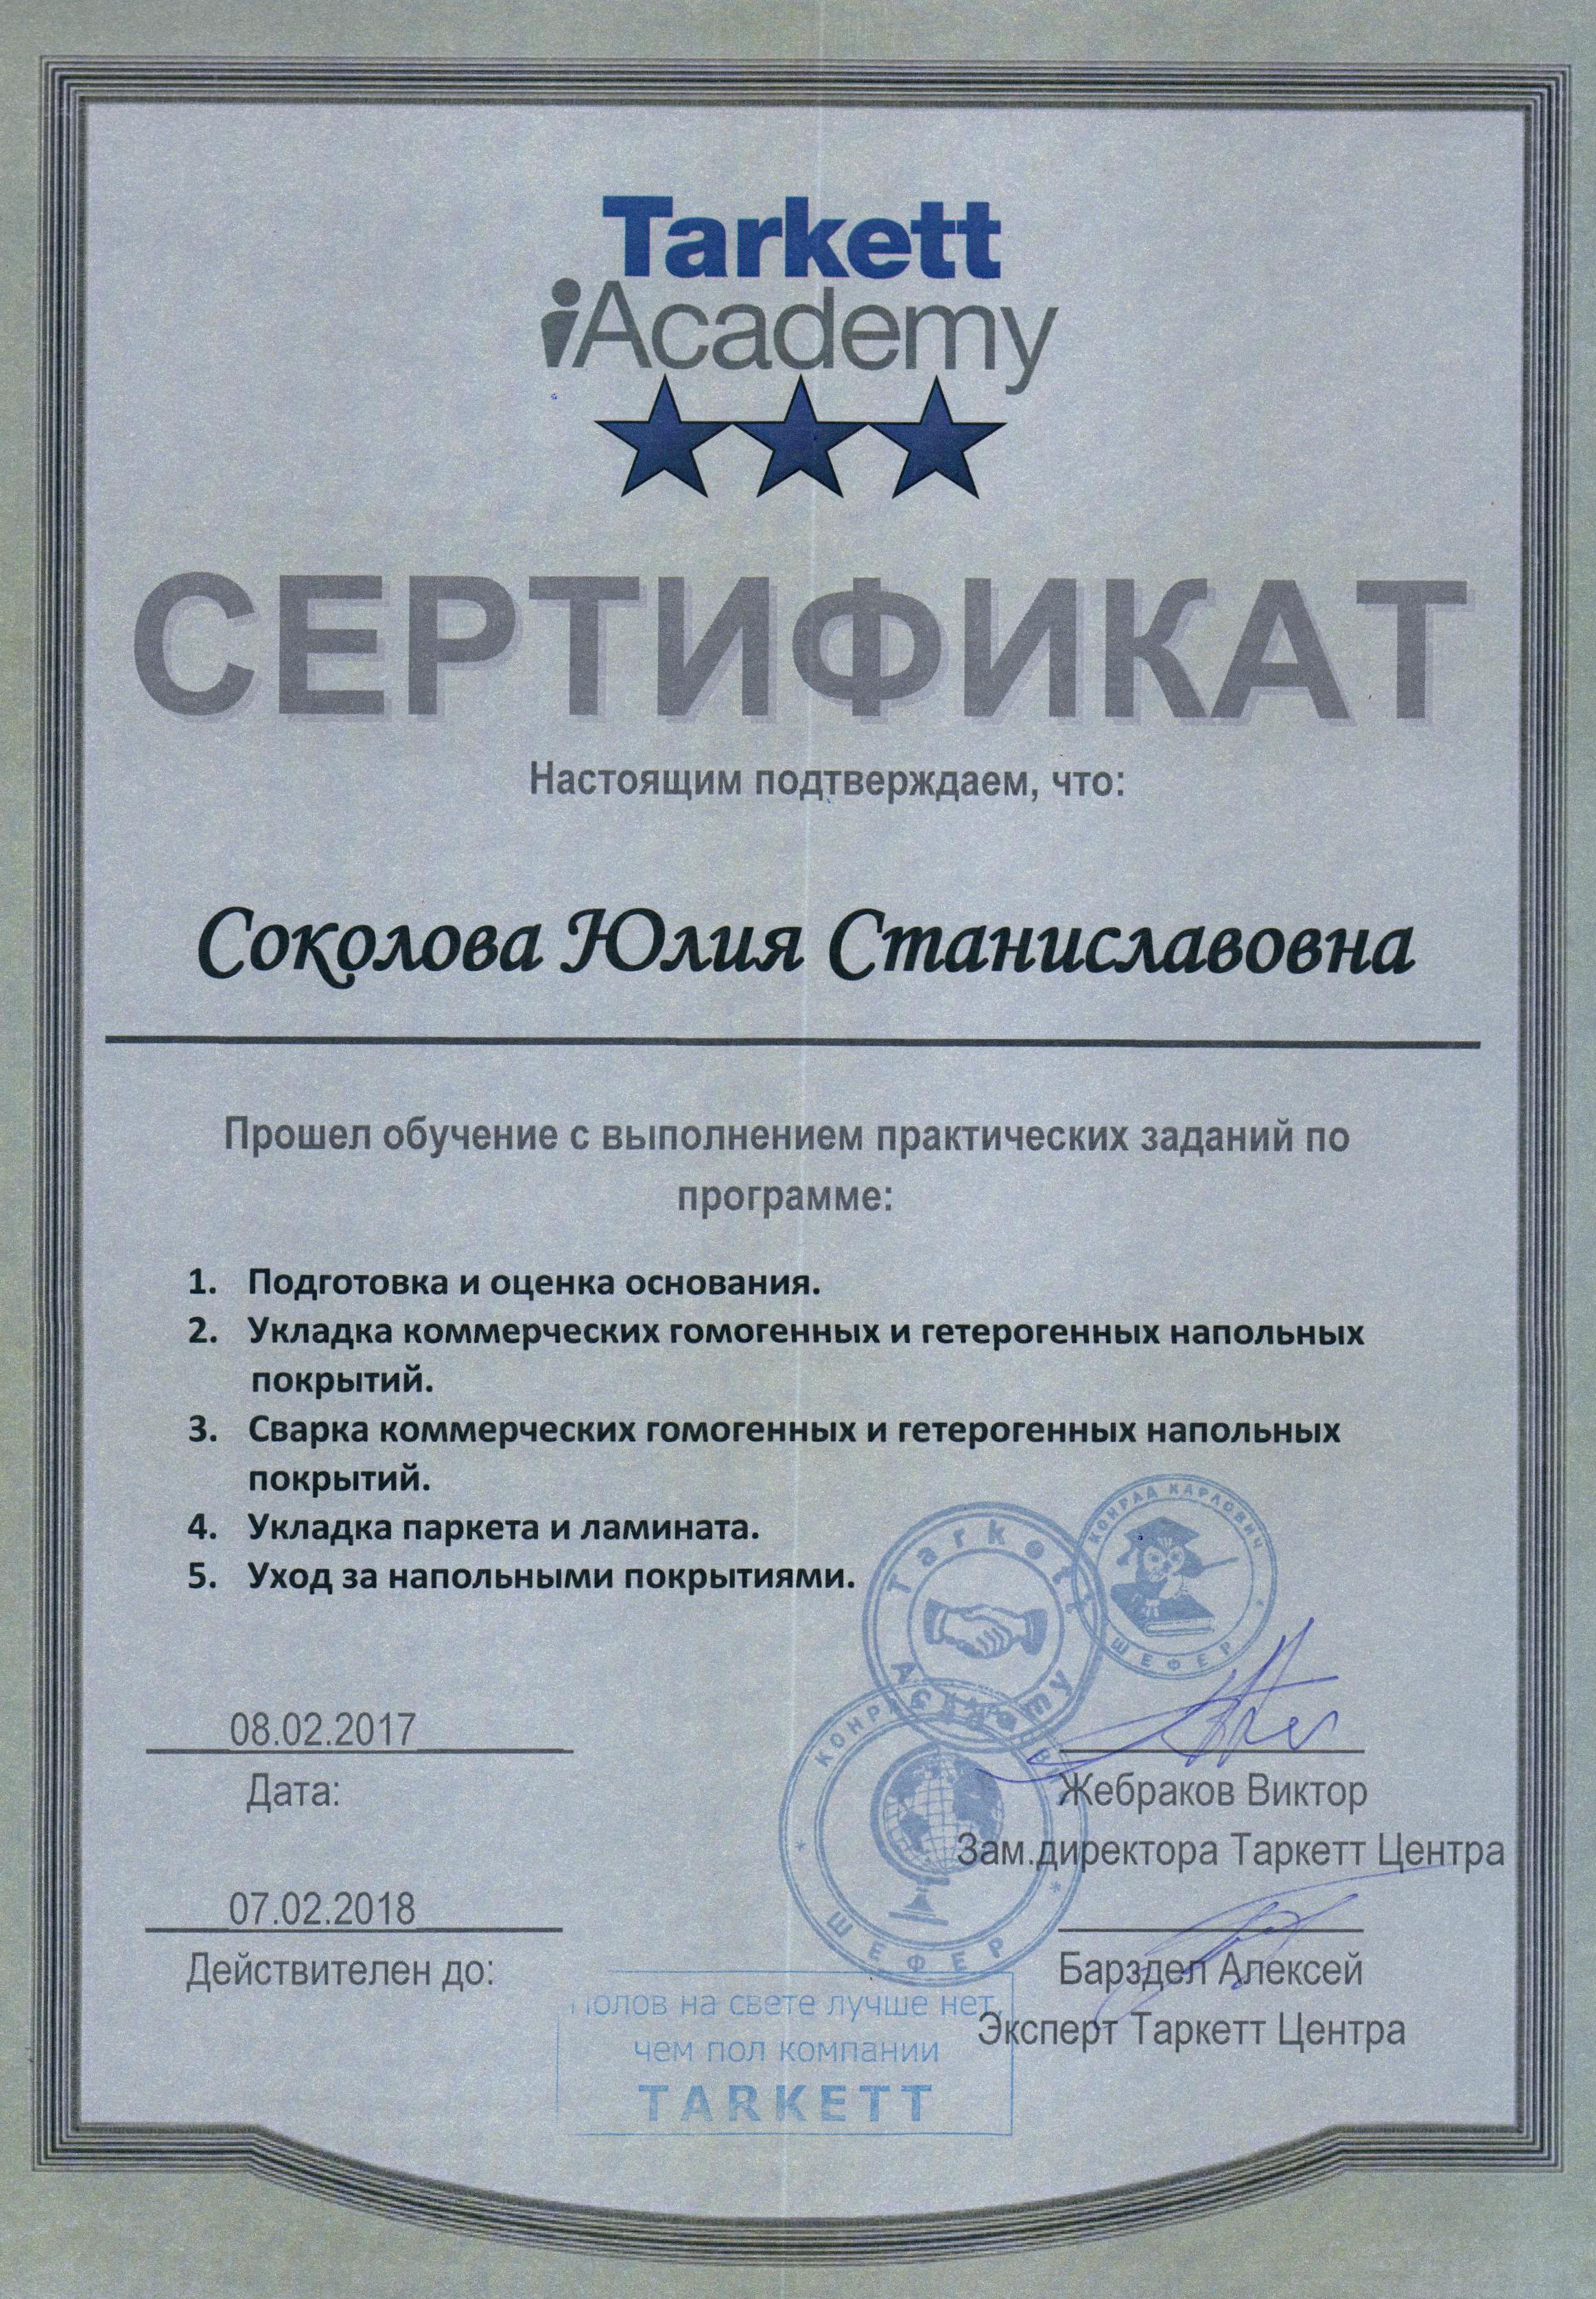 Tarkett
iAcademy
СЕРТИФИКАТ
Настоящим подтверждаем, что:
Соколова Юлия Станиславовна
Прошел обучение с выполнением практических заданий по
программе:
1. Подготовка и оценка основания.
2. Укладка коммерческих гомогенных и гетерогенных напольных
покрытий.
3. Сварка коммерческих гомогенных и гетерогенных напольных
покрытий.
4. Укладка паркета и ламината.
5. Уход за напольными покрытиями.
Tarkett
Academy
КОНРАД КАРЛОВИЧ
ШЕФЕР
08.02.2017
Дата:
Жебраков Виктор
Зам.директора Таркетт Центра
ШЕФЕР
07.02.2018
Действителен до:
Барздел Алексей
Эксперт Таркетт Центра
на свете лучше нет,
чем пол компании
TARKETT